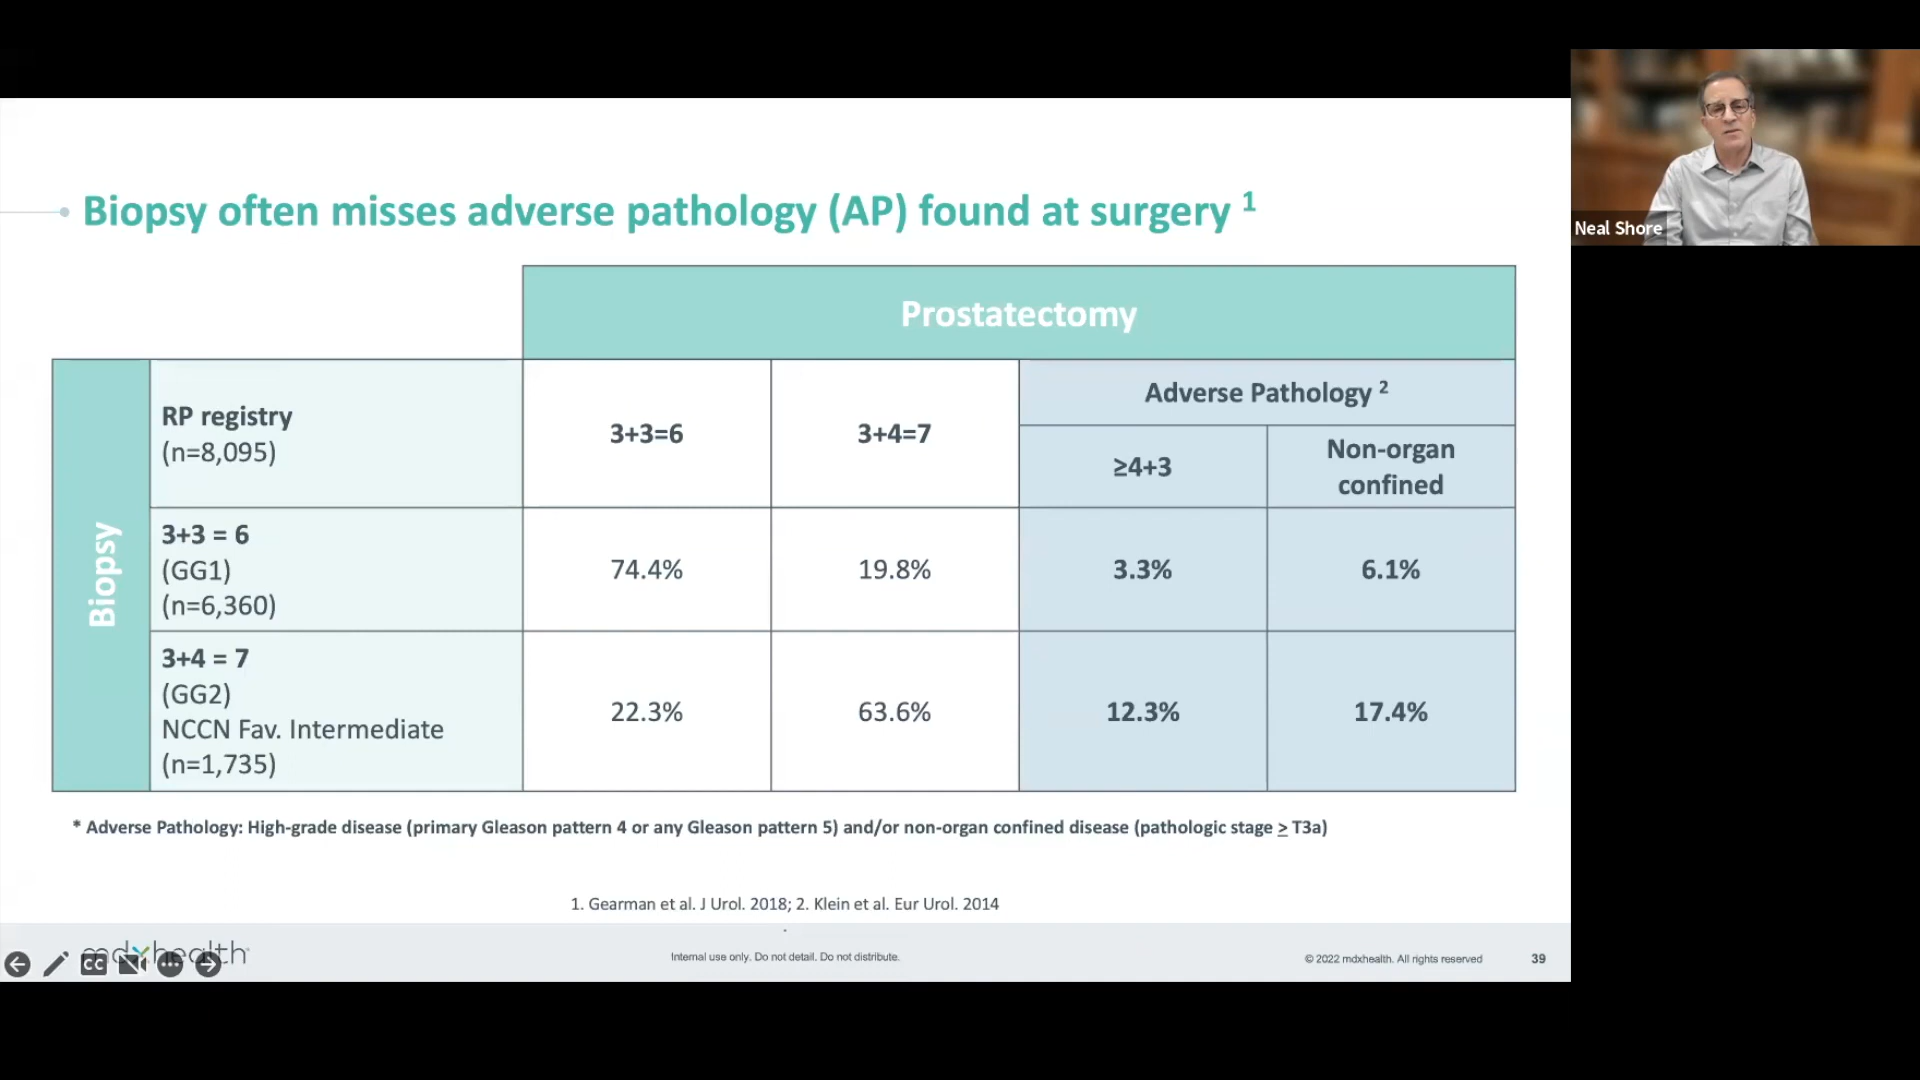 Biopsy often misses adverse pathology (AP) found at surgery 1
Neal Shore
Prostatectomy
Biopsy
RP registry
(n=8,095)
3+3=6
3+4=7
Adverse Pathology 2
≥4+3
Non-organ
confined
3+3 = 6
(GG1)
(n=6,360)
74.4%
19.8%
3.3%
6.1%
3+4 = 7
(GG2)
NCCN Fav. Intermediate
(n=1,735)
22.3%
63.6%
12.3%
17.4%
* Adverse Pathology: High-grade disease (primary Gleason pattern 4 or any Gleason pattern 5) and/or non-organ confined disease (pathologic stage ≥ T3a)
1. Gearman et al. J Urol. 2018; 2. Klein et al. Eur Urol. 2014
mdxhealth
CC
Internal use only. Do not detail. Do not distribute.
© 2022 mdxhealth. All rights reserved
39